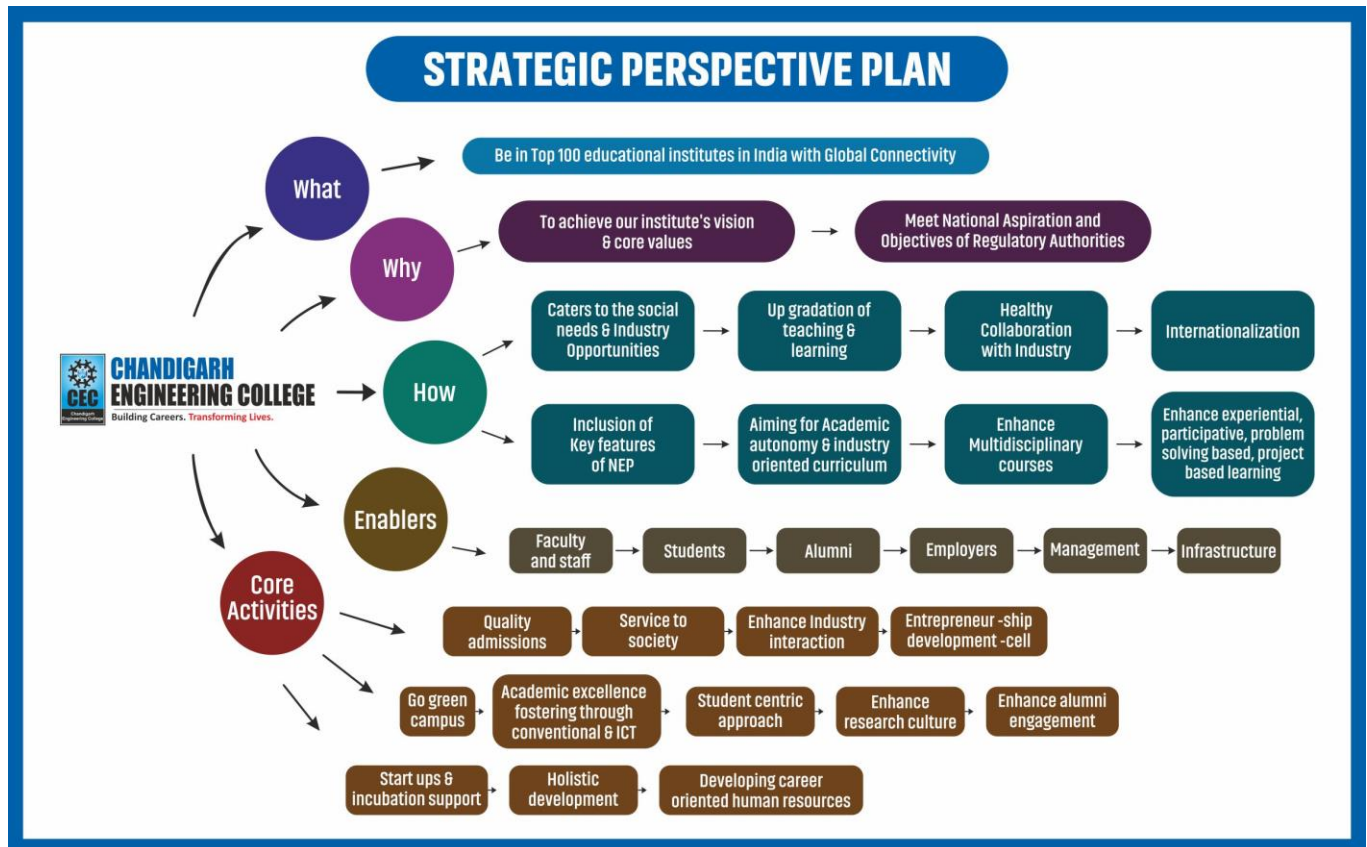 STRATEGIC PERSPECTIVE PLAN
What
Be in Top 100 educational institutes in India with Global Connectivity
Why
To achieve our institute's vision
& core values
Meet National Aspiration and
Objectives of Regulatory Authorities
CEC
Chandigarh
Engineering College
CHANDIGARH
ENGINEERING COLLEGE
Building Careers. Transforming Lives.
How
Caters to the social
needs & Industry
Opportunities
Up gradation of
teaching &
learning
Healthy
Collaboration
with Industry
Internationalization
Inclusion of
Key features
of NEP
Aiming for Academic
autonomy & industry
oriented curriculum
Enhance
Multidisciplinary
courses
Enhance experiential,
participative, problem
solving based, project
based learning
Enablers
Faculty
and staff
Students
Alumni
Employers
Management
Infrastructure
Core
Activities
Quality
admissions
Service to
society
Enhance Industry
interaction
Entrepreneur -ship
development -cell
Go green
campus
Academic excellence
fostering through
conventional & ICT
Student centric
approach
Enhance
research culture
Enhance alumni
engagement
Start ups &
incubation support
Holistic
development
Developing career
oriented human resources